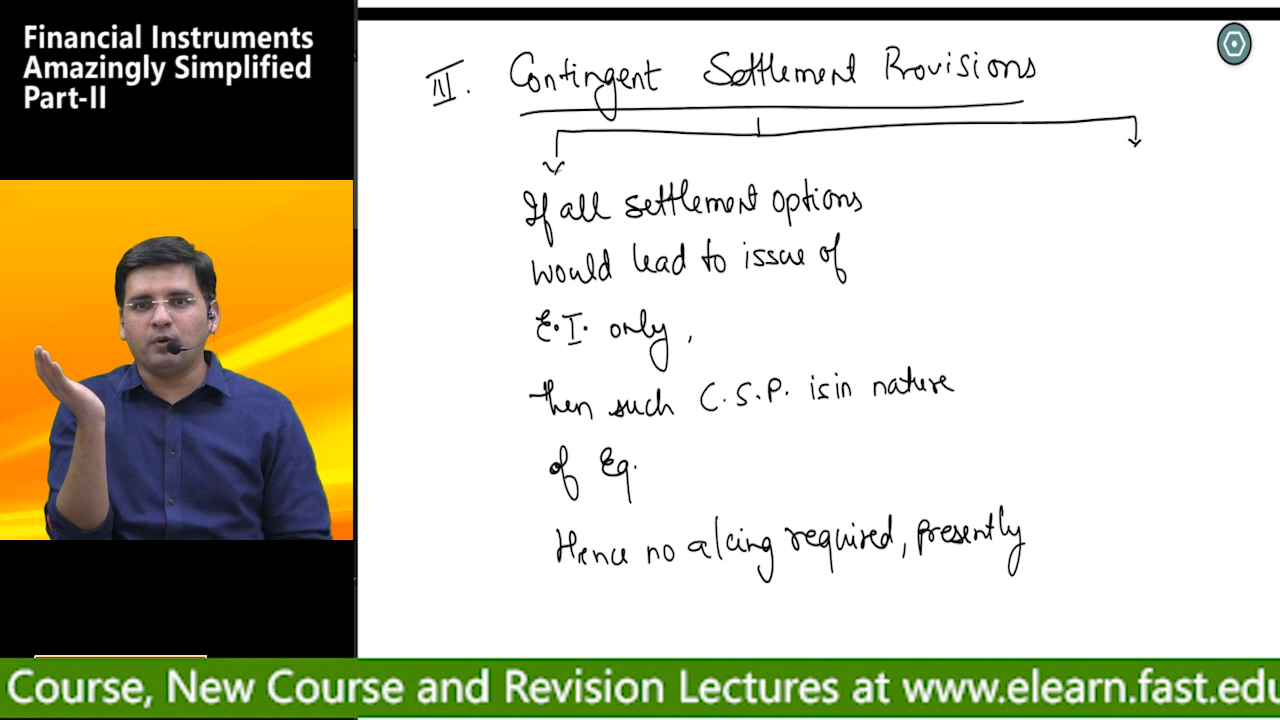 Financial Instruments
Amazingly Simplified
Part-II
III. Contingent Settlement Provisions
If all settlement options
would lead to issue of
E.I. only,
then such C.S.P. is in nature
of Eq.
Hence no a/cing required, presently
Course, New Course and Revision Lectures at www.elearn.fast.edu